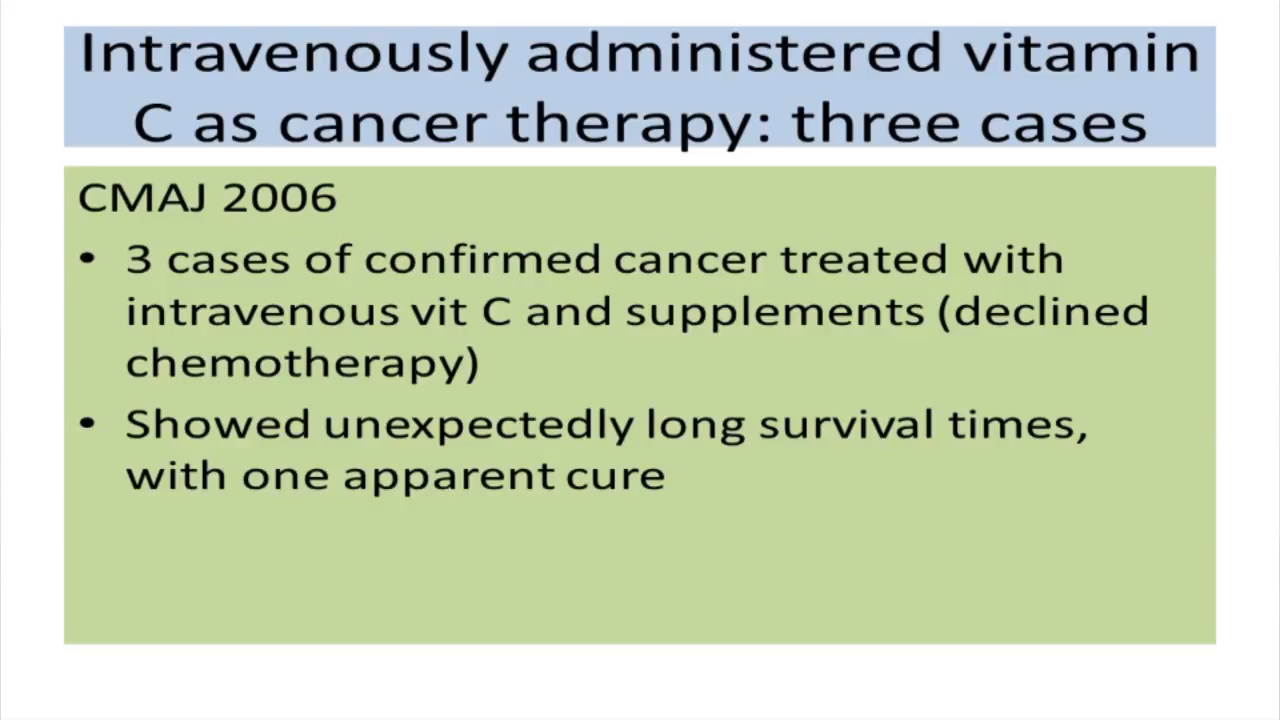 Intravenously administered vitamin
C as cancer therapy: three cases
CMAJ 2006
• 3 cases of confirmed cancer treated with
intravenous vit C and supplements (declined
chemotherapy)
• Showed unexpectedly long survival times,
with one apparent cure